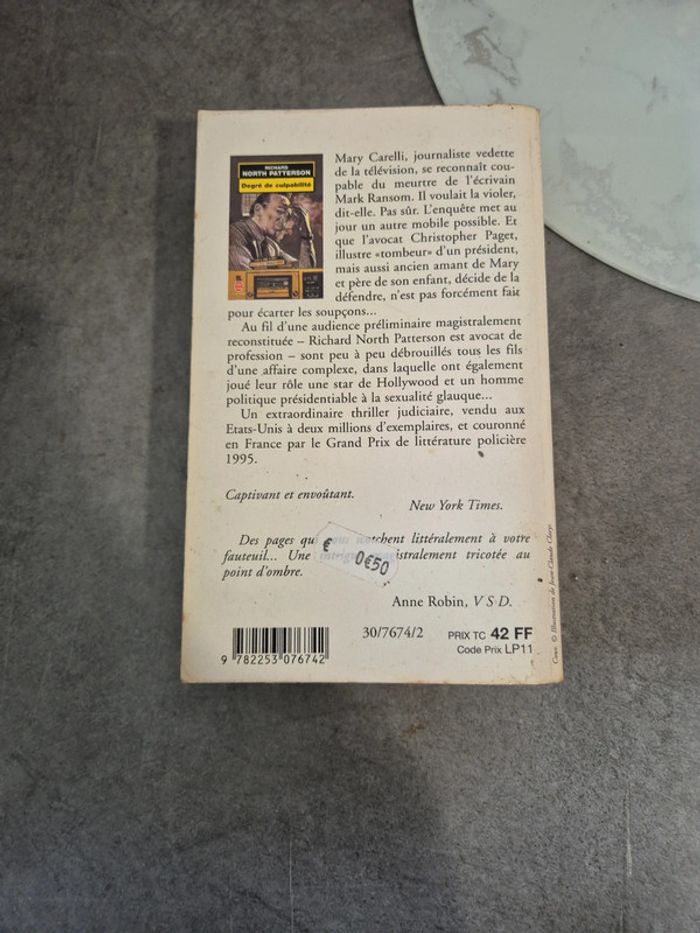 RICHARD
NORTH PATTERSON
Degré de culpabilité
Mary Carelli, journaliste vedette
de la télévision, se reconnaît cou-
pable du meurtre de l'écrivain
Mark Ransom. Il voulait la violer,
dit-elle. Pas sûr. L'enquête met au
jour un autre mobile possible. Et
que l'avocat Christopher Paget,
illustre «tombeur» d'un président,
mais aussi ancien amant de Mary
et père de son enfant, décide de la
défendre, n'est pas forcément fait
pour écarter les soupçons...
Au fil d'une audience préliminaire magistralement
reconstituée – Richard North Patterson est avocat de
profession – sont peu à peu débrouillés tous les fils
d'une affaire complexe, dans laquelle ont également
joué leur rôle une star de Hollywood et un homme
politique présidentiable à la sexualité glauque...
Un extraordinaire thriller judiciaire, vendu aux
Etats-Unis à deux millions d'exemplaires, et couronné
en France par le Grand Prix de littérature policière
1995.
Captivant et envoûtant.
New York Times.
Des pages qui vous scotchent littéralement à votre
fauteuil... Une intrigue magistralement tricotée au
point d'ombre.
€ 0€50
Anne Robin, V S D.
30/7674/2
PRIX TC 42 FF
Code Prix LP11
9 782253 076742
Couv. © Illustration de Jean-Claude Claeys.